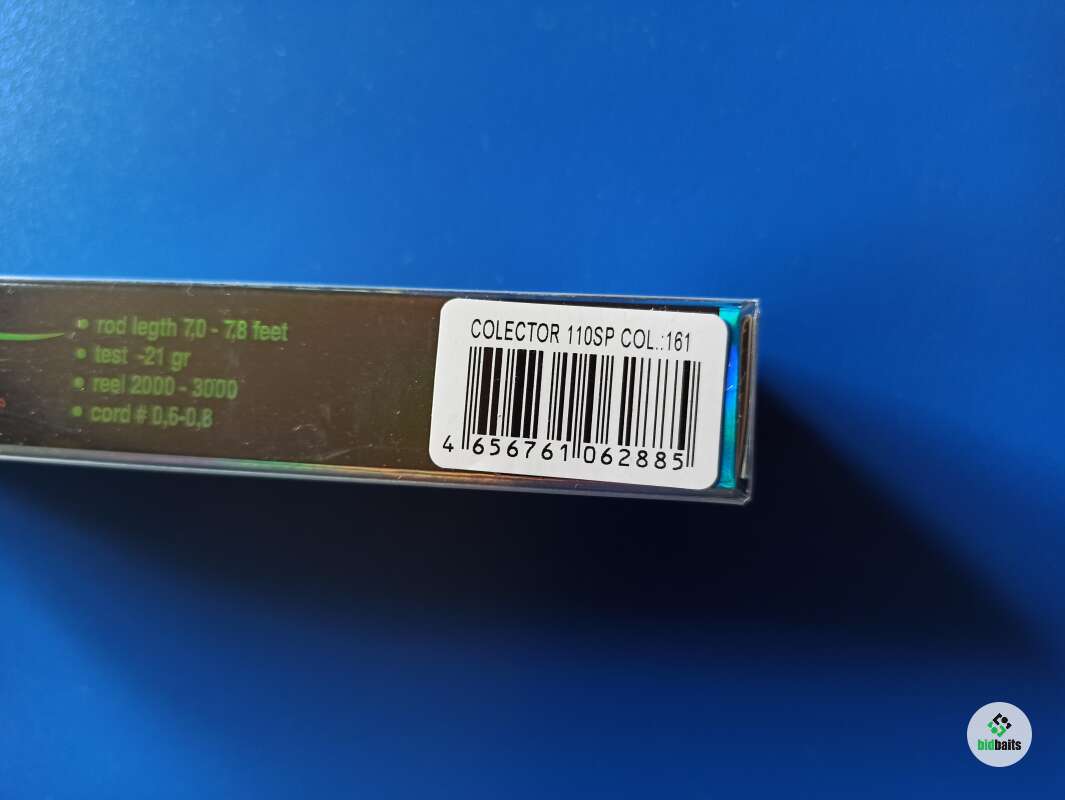 • rod legth 7,0 - 7,8 feet
• test -21 gr
• reel 2000 - 3000
• cord # 0,6-0,8
COLECTOR 110SP COL.:161
4 656761 062885
bidbaits